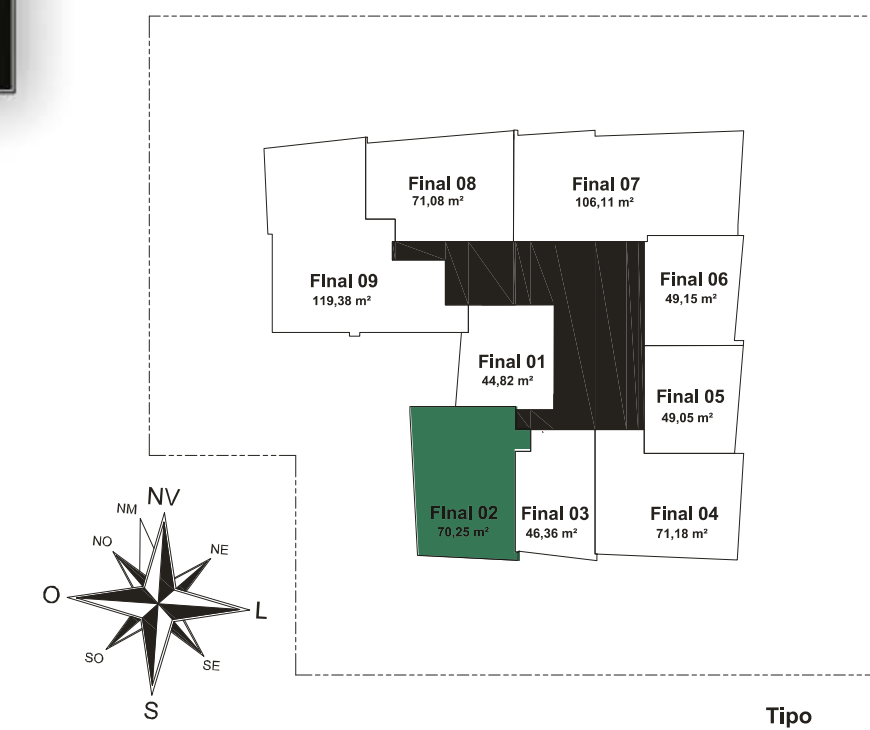 Final 08
71,08 m²
Final 07
106,11 m²
FInal 09
119,38 m²
Final 06
49,15 m²
Final 01
44,82 m²
Final 05
49,05 m²
FInal 02
70,25 m²
Final 03
46,36 m²
Final 04
71,18 m²
NM
NV
NO
NE
O
L
SO
SE
S
Tipo